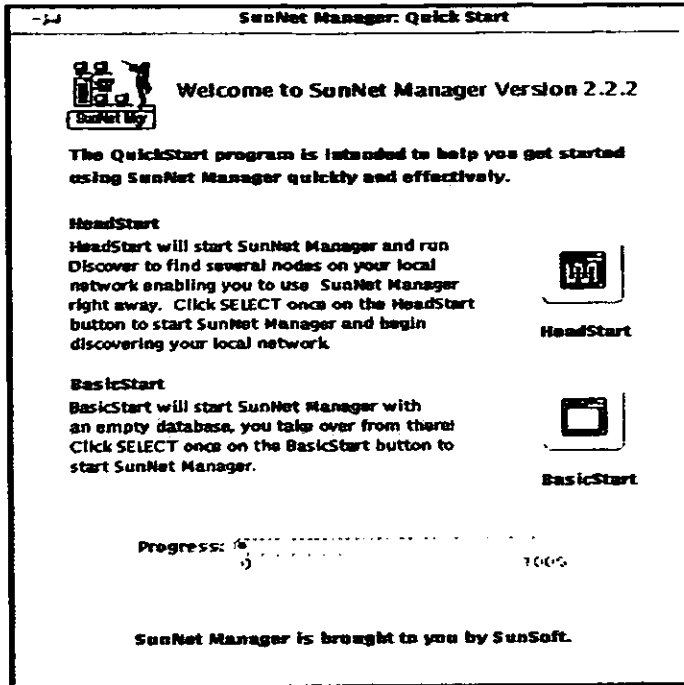 SunNet Manager: Quick Start
SunNet Mgr
Welcome to SunNet Manager Version 2.2.2
The QuickStart program is intended to help you get started
using SunNet Manager quickly and effectively.
HeadStart
HeadStart will start SunNet Manager and run
Discover to find several nodes on your local
network enabling you to use SunNet Manager
right away. Click SELECT once on the HeadStart
button to start SunNet Manager and begin
discovering your local network
HeadStart
BasicStart
BasicStart will start SunNet Manager with
an empty database, you take over from there!
Click SELECT once on the BasicStart button to
start SunNet Manager.
BasicStart
Progress:
0 100%
SunNet Manager is brought to you by SunSoft.